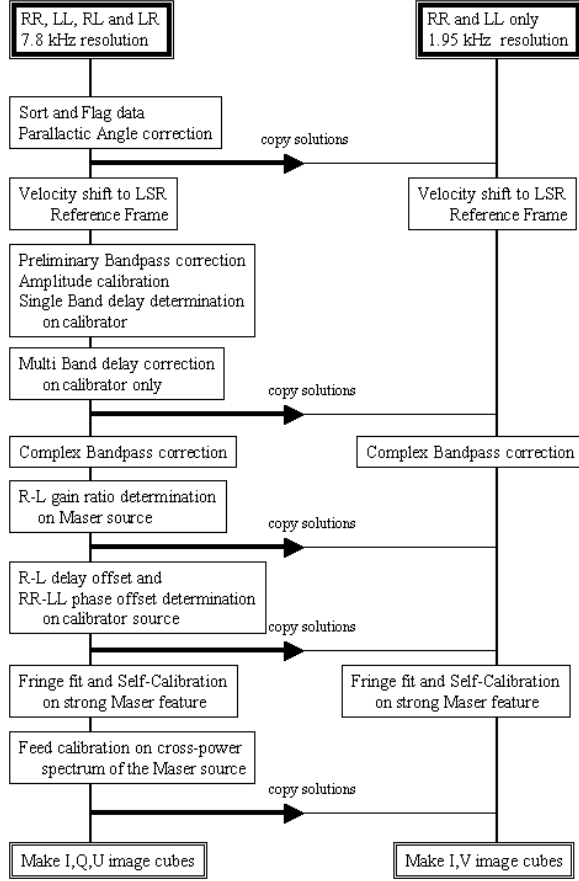 RR, LL, RL and LR
7.8 kHz resolution
RR and LL only
1.95 kHz resolution
Sort and Flag data
Parallactic Angle correction
copy solutions
Velocity shift to LSR
Reference Frame
Velocity shift to LSR
Reference Frame
Preliminary Bandpass correction
Amplitude calibration
Single Band delay determination
on calibrator
Multi Band delay correction
on calibrator only
copy solutions
Complex Bandpass correction
Complex Bandpass correction
R-L gain ratio determination
on Maser source
copy solutions
R-L delay offset and
RR-LL phase offset determination
on calibrator source
copy solutions
Fringe fit and Self-Calibration
on strong Maser feature
Fringe fit and Self-Calibration
on strong Maser feature
Feed calibration on cross-power
spectrum of the Maser source
copy solutions
Make I,Q,U image cubes
Make I,V image cubes